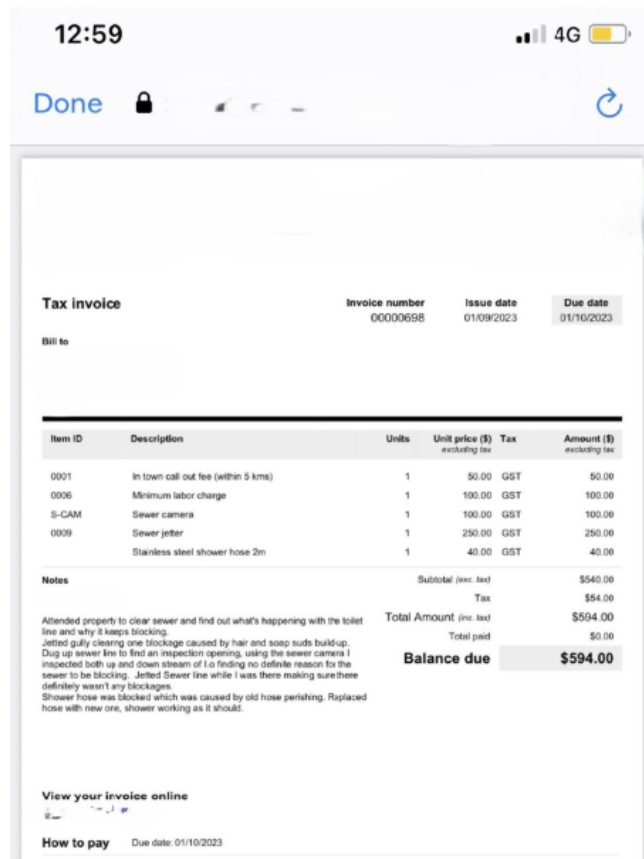 12:59 4G
Done
Tax invoice
Invoice number Issue date Due date
00000698 01/09/2023 01/10/2023
Bill to
Item ID Description Units Unit price ($) Tax Amount ($)
excluding tax excluding tax
0001 In town call out fee (within 5 kms) 1 50.00 GST 50.00
0006 Minimum labor charge 1 100.00 GST 100.00
S-CAM Sewer camera 1 100.00 GST 100.00
0009 Sewer jetter 1 250.00 GST 250.00
Stainless steel shower hose 2m 1 40.00 GST 40.00
Notes
Subtotal (exc. tax) $540.00
Tax $54.00
Total Amount (inc. tax) $594.00
Total paid $0.00
Balance due $594.00
Attended property to clear sewer and find out what's happening with the toilet
line and why it keeps blocking.
Jetted gully clearng one blockage caused by hair and soap suds build-up.
Dug up sewer line to find an inspection opening, using the sewer camera I
inspected both up and down stream of I.o finding no definite reason for the
sewer to be blocking. Jetted Sewer line while I was there making sure there
definitely wasn't any blockages.
Shower hose was blocked which was caused by old hose perishing. Replaced
hose with new one, shower working as it should.
View your invoice online
How to pay Due date: 01/10/2023